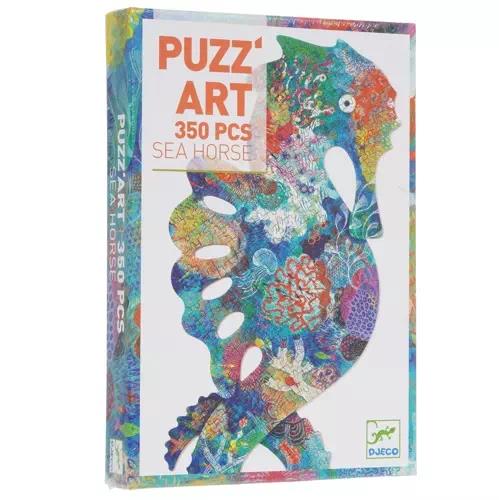 PUZZ'
ART
350 PCS
SEA HORSE
PUZZ'ART : 350 PCS
SEA HORSE
DJECO